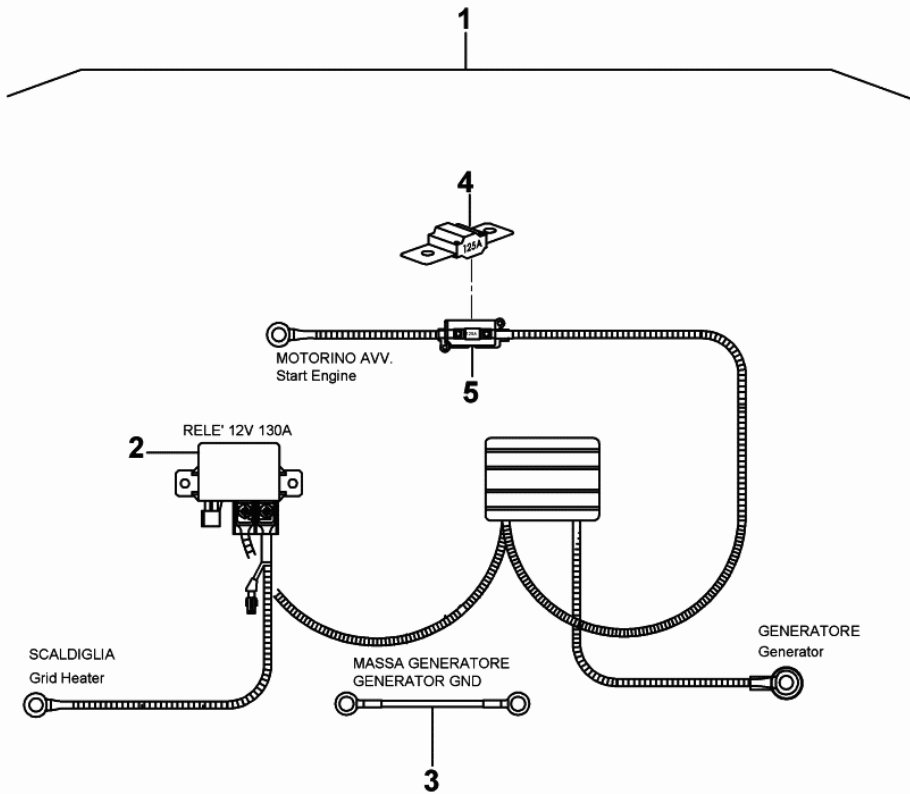 1
4
125A
MOTORINO AVV.
Start Engine
5
2
RELE' 12V 130A
SCALDIGLIA
Grid Heater
MASSA GENERATORE
GENERATOR GND
GENERATORE
Generator
3